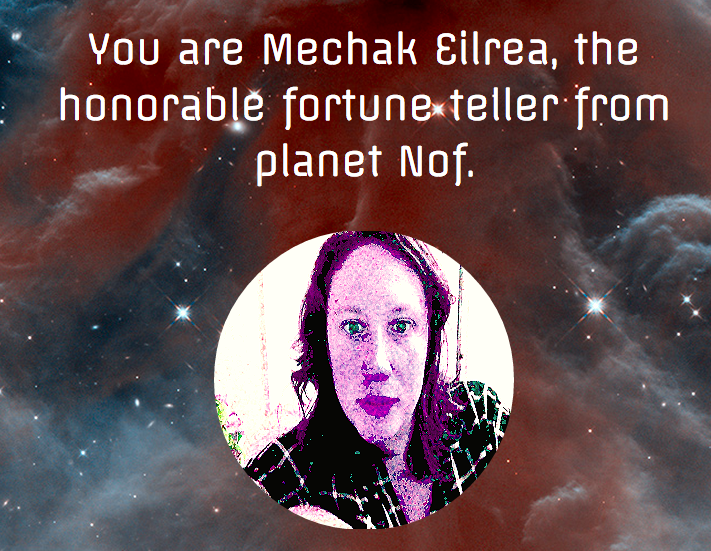 You are Mechak Eilrea, the
honorable fortune teller from
planet Nof.